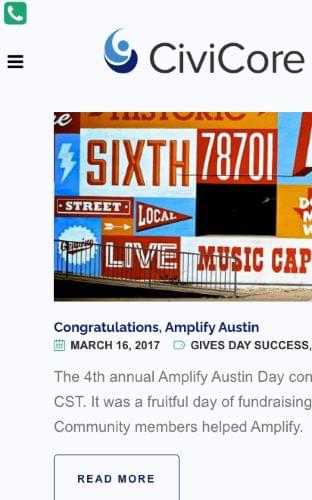 CiviCore
HISTORIC
SIXTH
78701
STREET
LOCAL
LIVE
MUSIC CAP
Congratulations, Amplify Austin
MARCH 16, 2017 GIVES DAY SUCCESS,
The 4th annual Amplify Austin Day con
CST. It was a fruitful day of fundraising
Community members helped Amplify.
READ MORE